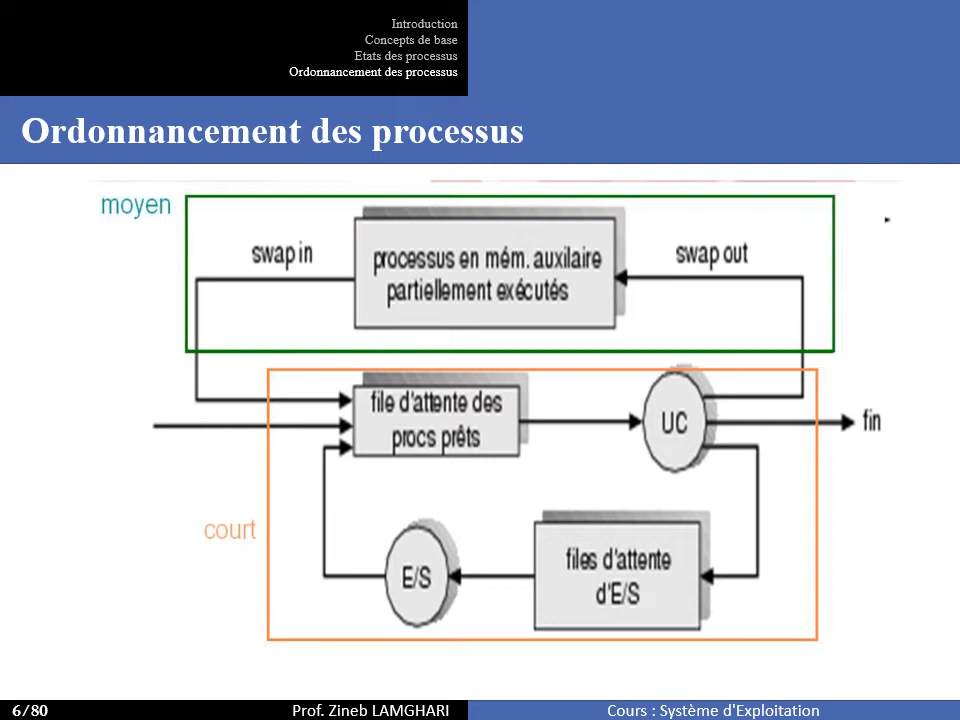 Introduction
Concepts de base
Etats des processus
Ordonnancement des processus
Ordonnancement des processus
moyen
swap in
processus en mém. auxilaire
partiellement exécutés
swap out
file d'attente des
procs prêts
UC
fin
court
E/S
files d'attente
d'E/S
6/80
Prof. Zineb LAMGHARI
Cours : Système d'Exploitation